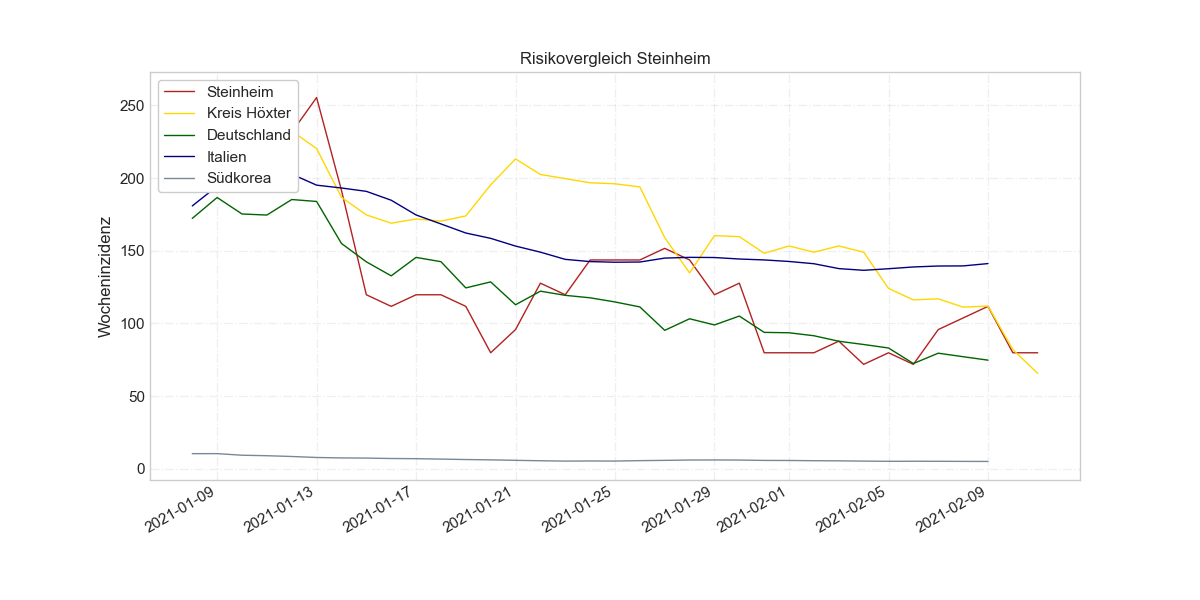 Risikovergleich Steinheim
Steinheim
Kreis Höxter
Deutschland
Italien
Südkorea
Wocheninzidenz
250
200
150
100
50
0
2021-01-09
2021-01-13
2021-01-17
2021-01-21
2021-01-25
2021-01-29
2021-02-01
2021-02-05
2021-02-09